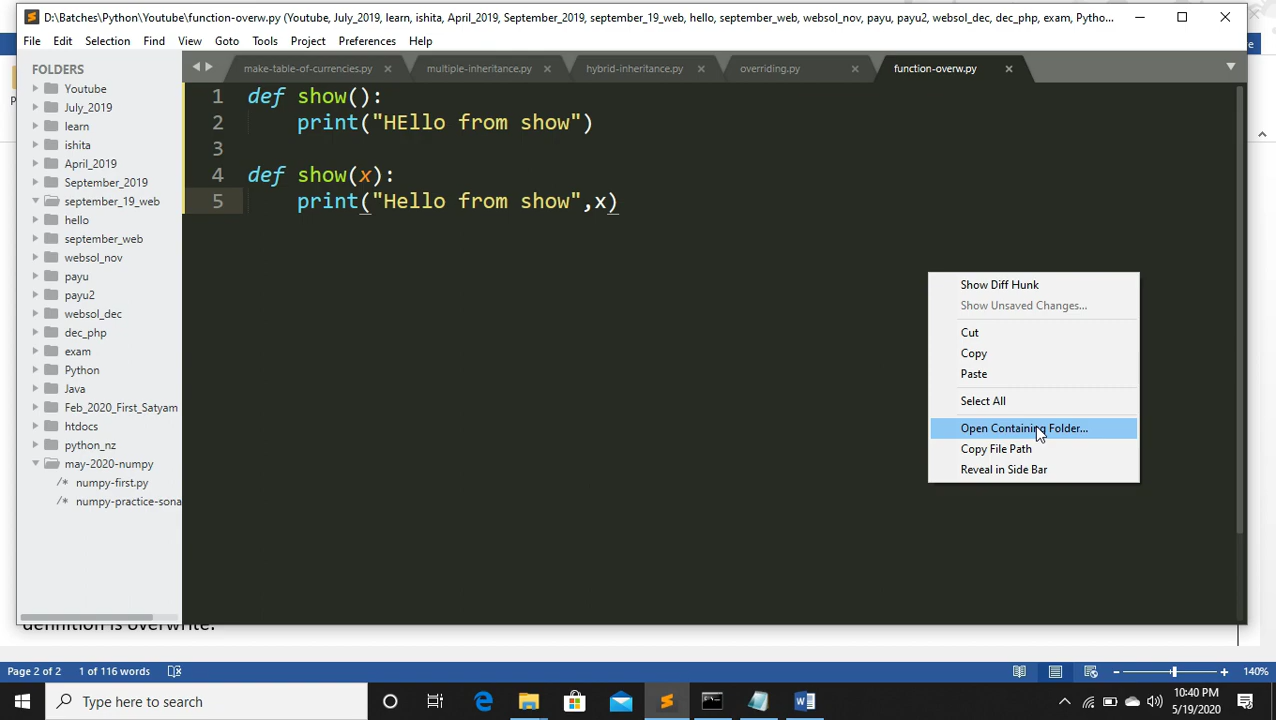 D:\Batches\Python\Youtube\function-overw.py (Youtube, July_2019, learn, ishita, April_2019, September_2019, september_19_web, hello, september_web, websol_nov, payu, payu2, websol_dec, dec_php, exam, Pytho...
File Edit Selection Find View Goto Tools Project Preferences Help
FOLDERS
Youtube
July_2019
learn
ishita
April_2019
September_2019
september_19_web
hello
september_web
websol_nov
payu
payu2
websol_dec
dec_php
exam
Python
Java
Feb_2020_First_Satyam
htdocs
python_nz
may-2020-numpy
/* numpy-first.py
/* numpy-practice-sona
make-table-of-currencies.py multiple-inheritance.py hybrid-inheritance.py overriding.py function-overw.py
1 def show():
2 print("HEllo from show")
3
4 def show(x):
5 print("Hello from show",x)
Show Diff Hunk
Show Unsaved Changes...
Cut
Copy
Paste
Select All
Open Containing Folder...
Copy File Path
Reveal in Side Bar
definition is overwrite.
Page 2 of 2 1 of 116 words 140%
Type here to search
10:40 PM
5/19/2020